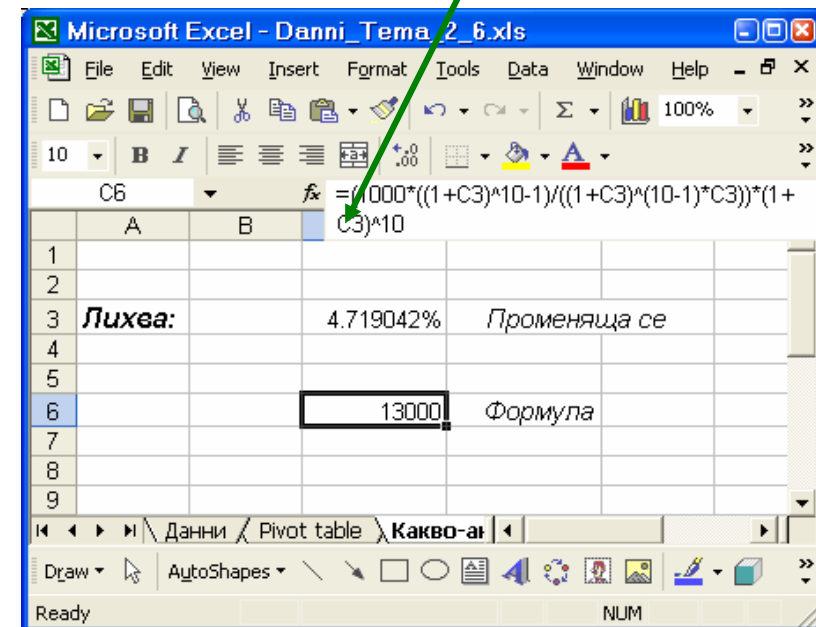 Microsoft Excel - Danni_Tema_2_6.xls
File Edit View Insert Format Tools Data Window Help
Σ 100%
10 B I A
C6 fx =(1000*((1+C3)^10-1)/((1+C3)^(10-1)*C3))*(1+
C3)^10
A B
1
2
3 Лихва: 4.719042% Променяща се
4
5
6 13000 Формула
7
8
9
Данни Pivot table Какво-ан
Draw AutoShapes
Ready NUM